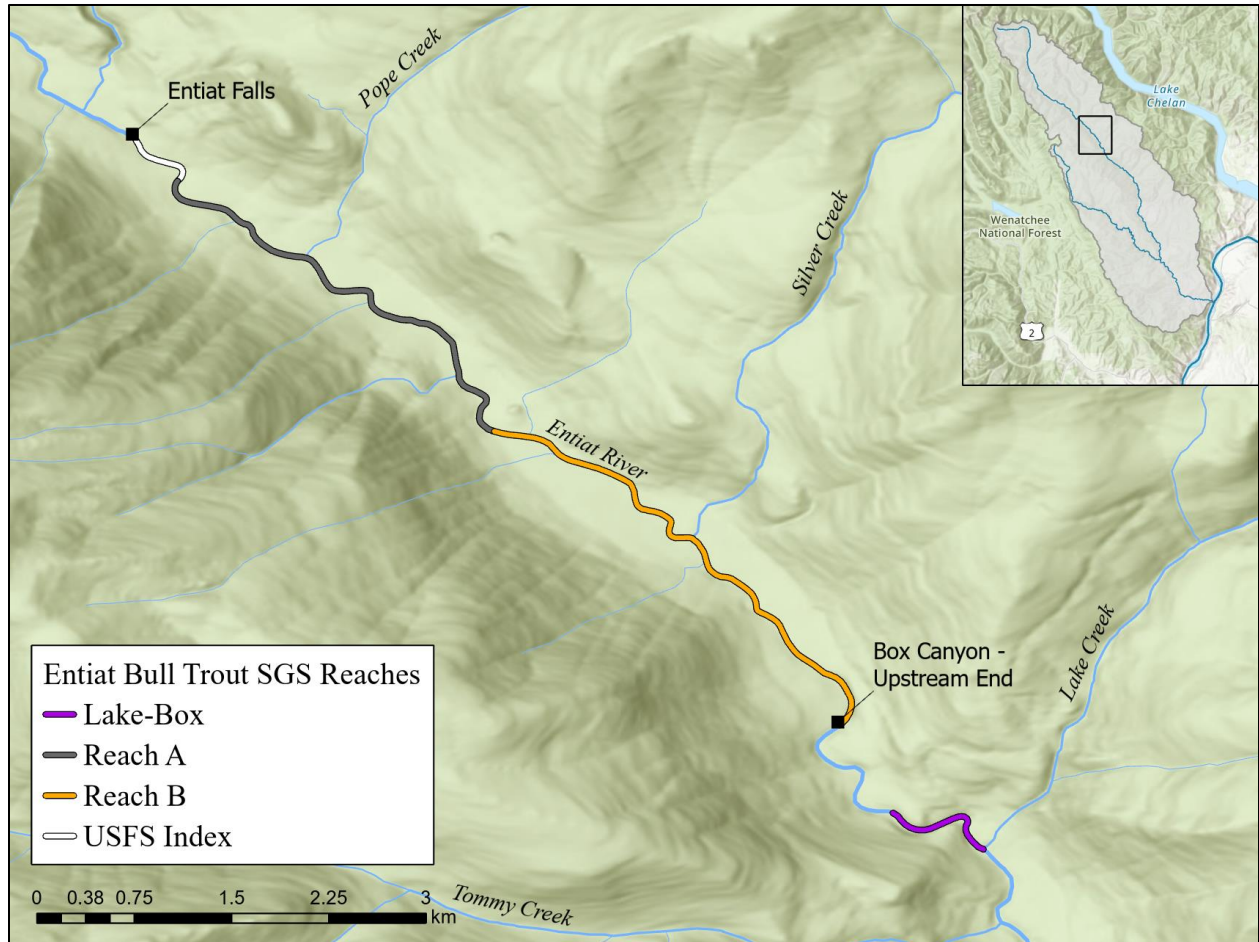 Entiat Falls
Pope Creek
Silver Creek
Entiat River
Box Canyon -
Upstream End
Lake Creek
Tommy Creek
Lake
Chelan
Wenatchee
National Forest
2
Entiat Bull Trout SGS Reaches
Lake-Box
Reach A
Reach B
USFS Index
0 0.38 0.75 1.5 2.25 3
km